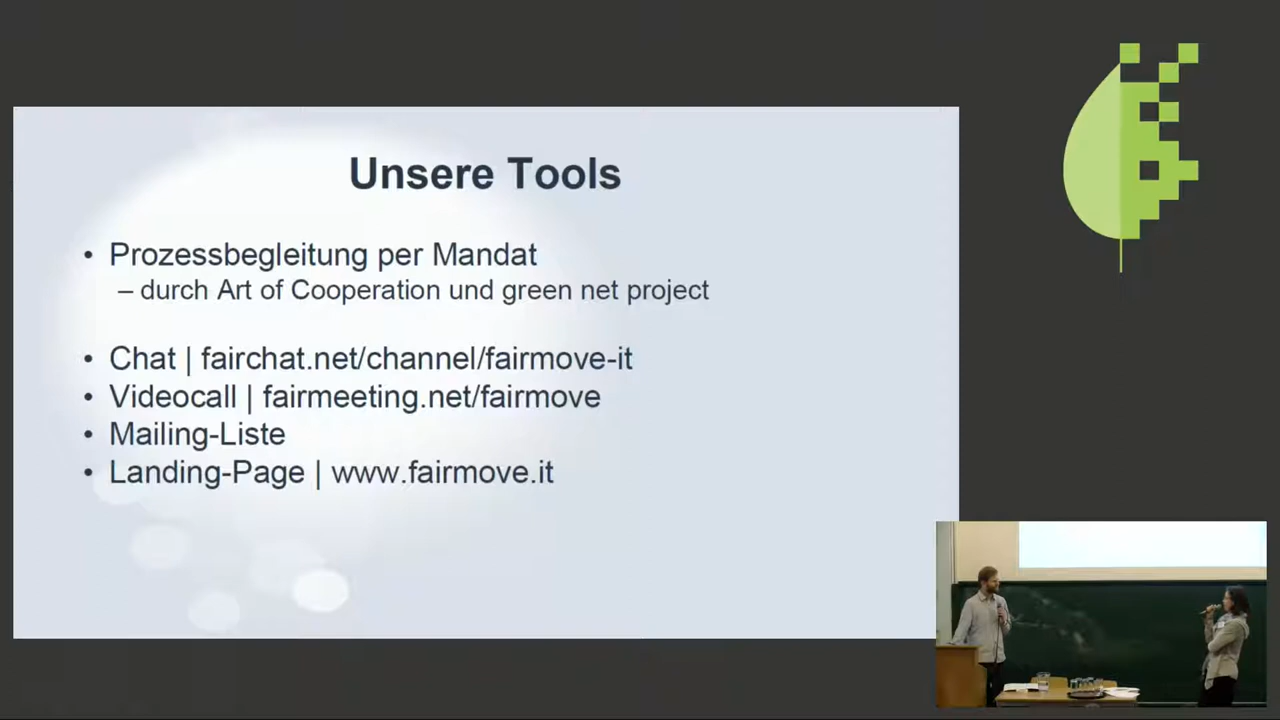 Unsere Tools
• Prozessbegleitung per Mandat
– durch Art of Cooperation und green net project
• Chat | fairchat.net/channel/fairmove-it
• Videocall | fairmeeting.net/fairmove
• Mailing-Liste
• Landing-Page | www.fairmove.it